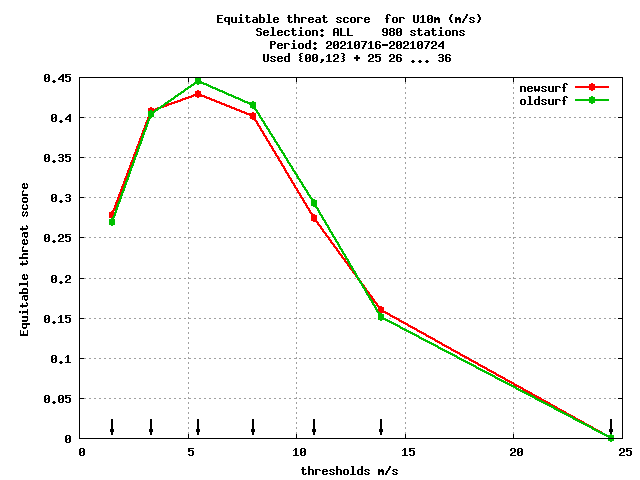 Equitable threat score  for U10m (m/s)
Selection: ALL    980 stations
Period: 20210716-20210724
Used {00,12} + 25 26 ... 36
newsurf
oldsurf
Equitable threat score
0.45
0.4
0.35
0.3
0.25
0.2
0.15
0.1
0.05
0
0 5 10 15 20 25
thresholds m/s